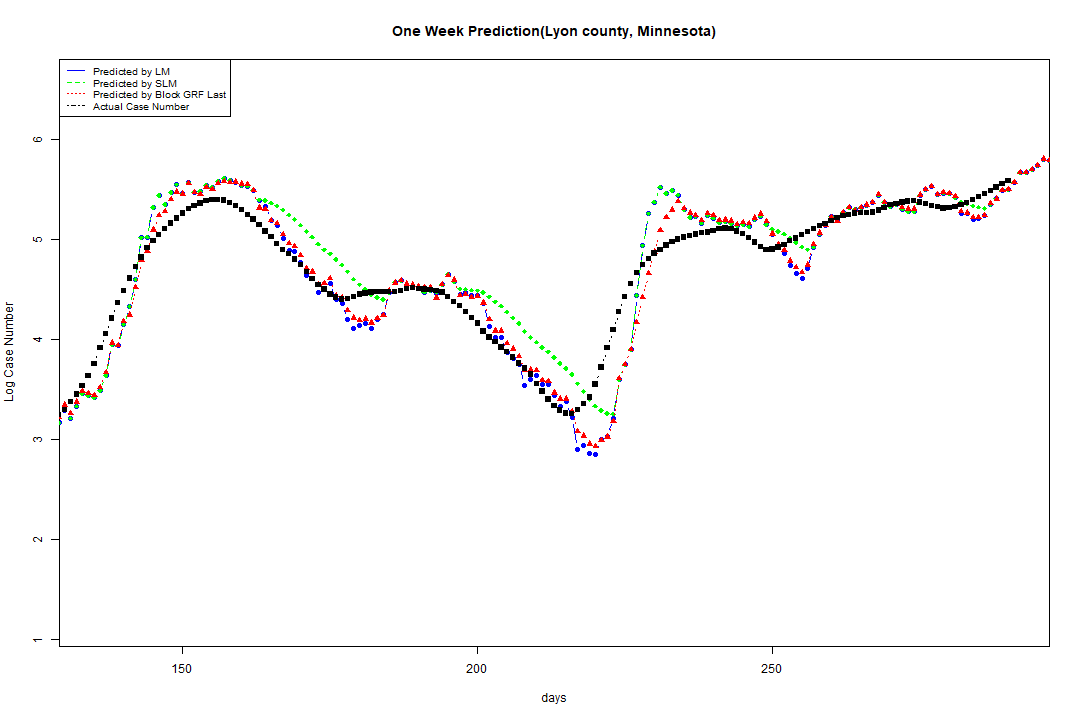 One Week Prediction(Lyon county, Minnesota)
Predicted by LM
Predicted by SLM
Predicted by Block GRF Last
Actual Case Number
6
5
4
3
2
1
Log Case Number
150
200
250
days